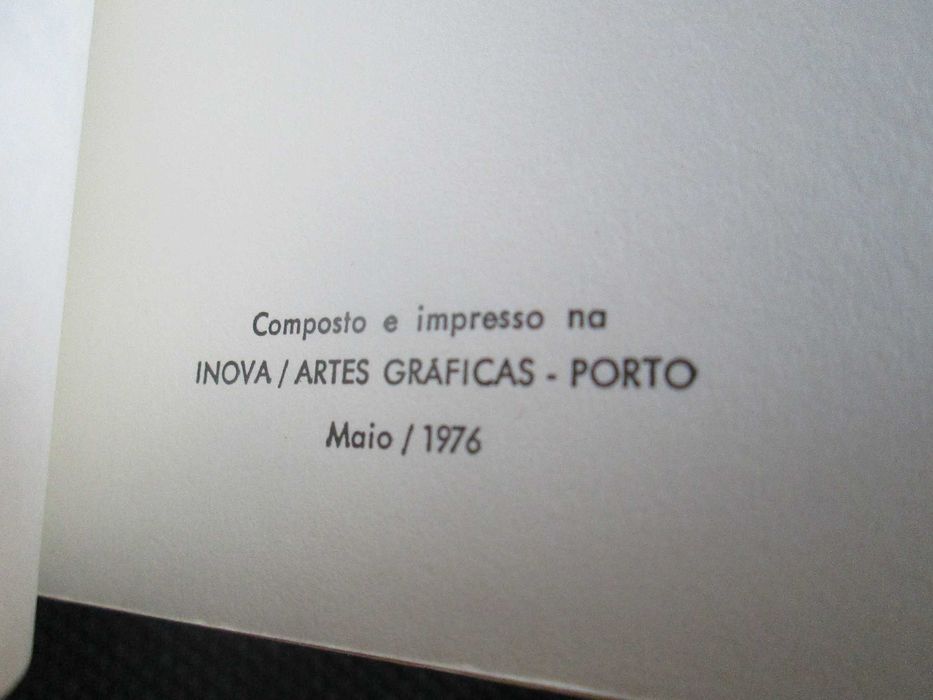 Composto e impresso na
INOVA / ARTES GRÁFICAS - PORTO
Maio / 1976